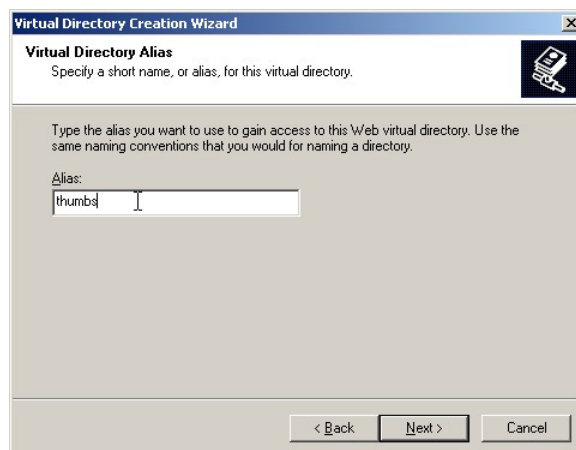 Virtual Directory Creation Wizard
Virtual Directory Alias
Specify a short name, or alias, for this virtual directory.
Type the alias you want to use to gain access to this Web virtual directory. Use the
same naming conventions that you would for naming a directory.
Alias:
thumbs
< Back Next > Cancel